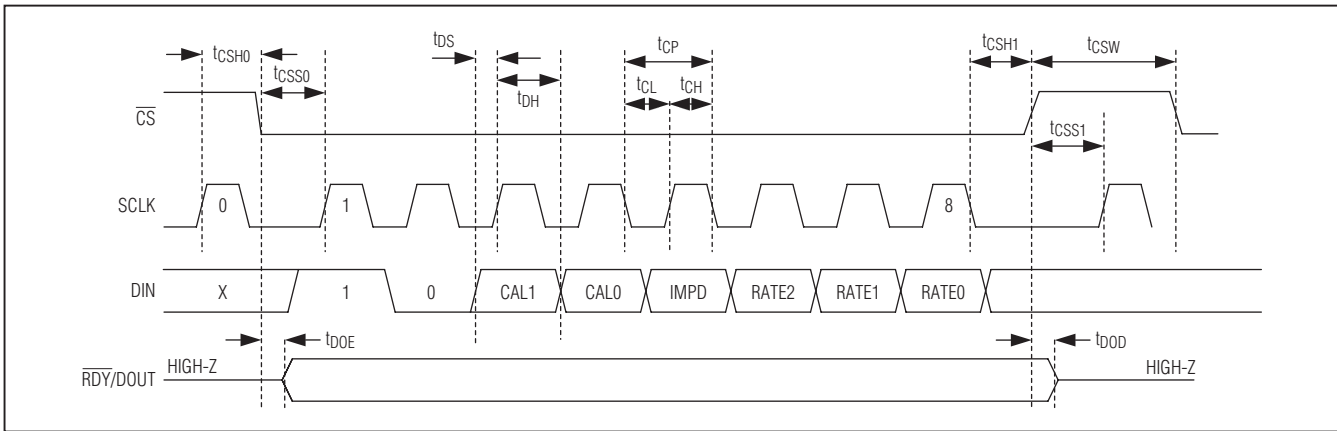 tCSH0
tCSS0
tDS
tDH
tCP
tCL
tCH
tCSH1
tCSW
tCSS1
CS
SCLK
0
1
8
DIN
X
1
0
CAL1
CAL0
IMPD
RATE2
RATE1
RATE0
tDOE
tDOD
RDY/DOUT
HIGH-Z
HIGH-Z